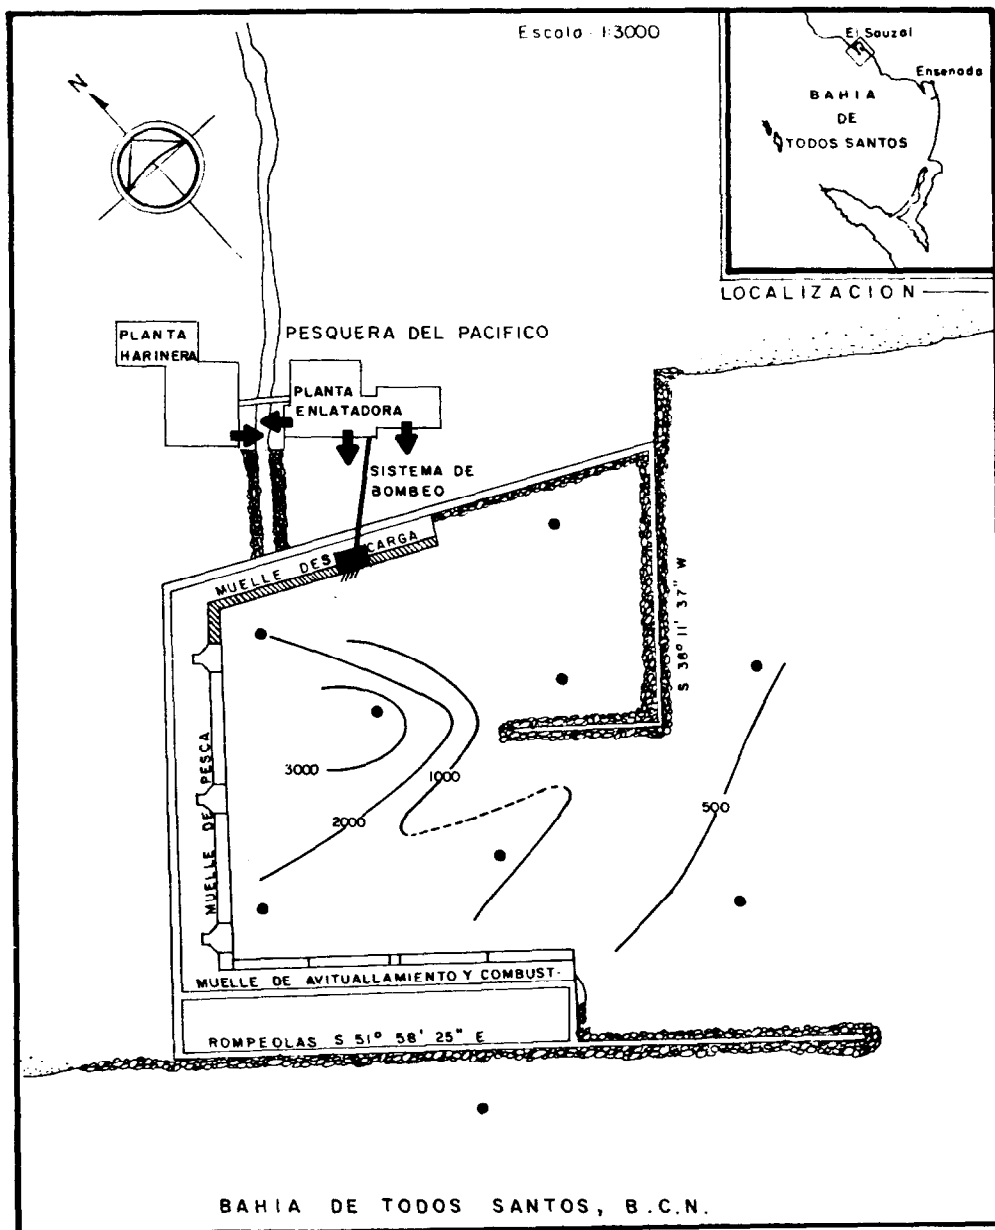 Escala 1:3000
N
El Sauzal
Ensenada
BAHIA
DE
TODOS SANTOS
LOCALIZACION
PLANTA
HARINERA
PESQUERA DEL PACIFICO
PLANTA
ENLATADORA
SISTEMA DE
BOMBEO
MUELLE DESCARGA
S 38° 11' 37" W
MUELLE DE PESCA
3000
1000
2000
500
MUELLE DE AVITUALLAMIENTO Y COMBUST.
ROMPEOLAS S 51° 58' 25" E
BAHIA DE TODOS SANTOS, B.C.N.